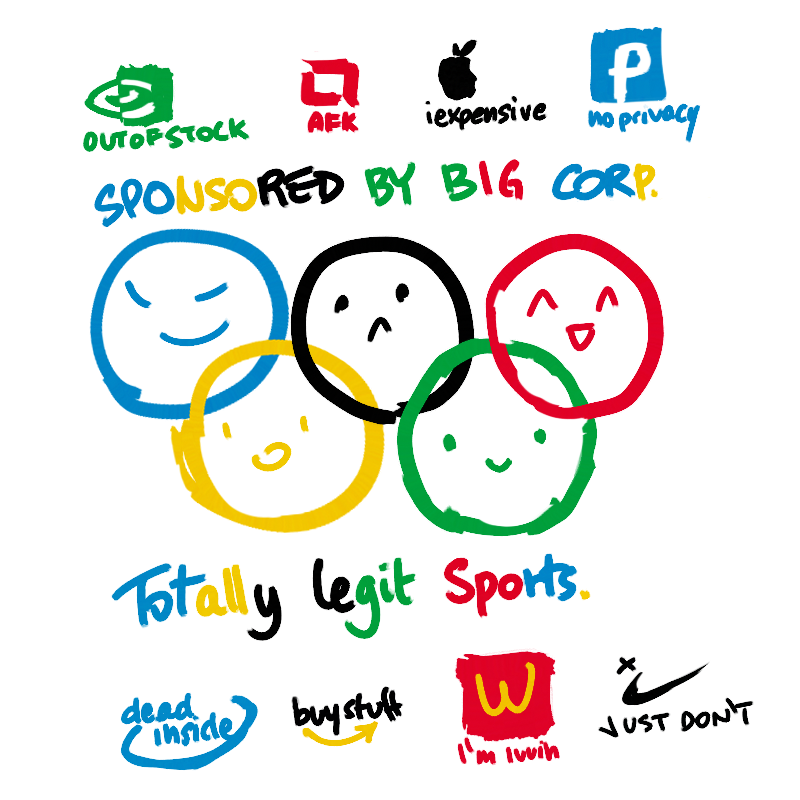 OUTOFSTOCK
AFK
iexpensive
P
no privacy
SPONSORED BY BIG CORP.
Totally legit Sports.
dead inside
buystuff
W
I'm luvin
x
JUST DON'T